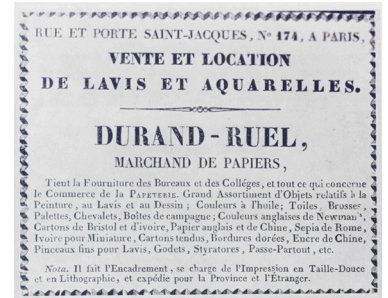 RUE ET PORTE SAINT-JACQUES, No 174, A PARIS,
VENTE ET LOCATION
DE LAVIS ET AQUARELLES.
DURAND-RUEL,
MARCHAND DE PAPIERS,
Tient la Fourniture des Bureaux et des Colléges, et tout ce qui concerne
le Commerce de la PAPETERIE. Grand Assortiment d'Objets relatifs à la
Peinture, au Lavis et au Dessin; Couleurs à l'huile; Toiles, Brosses,
Palettes, Chevalets, Boîtes de campagne; Couleurs anglaises de Newman's,
Cartons de Bristol et d'ivoire, Papier anglais et de Chine, Sepia de Rome,
Ivoire pour Miniature, Cartons tendus, Bordures dorées, Encre de Chine,
Pinceaux fins pour Lavis, Godets, Styratores, Passe-Partout, etc.
Nota. Il fait l'Encadrement, se charge de l'Impression en Taille-Douce
et en Lithographie, et expédie pour la Province et l'Étranger.